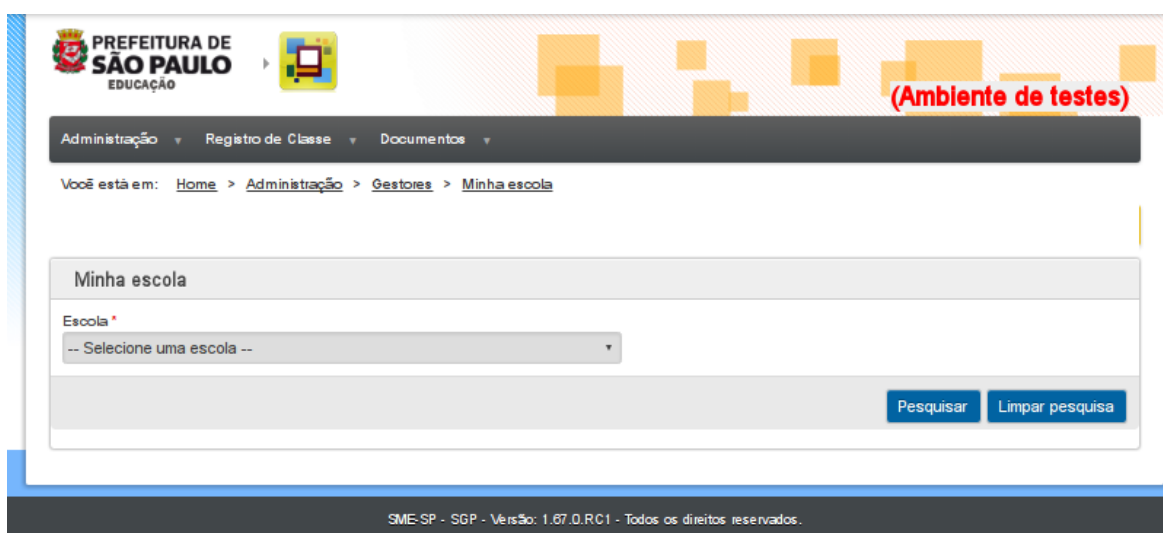 PREFEITURA DE
SÃO PAULO
EDUCAÇÃO
(Ambiente de testes)
Administração Registro de Classe Documentos
Você está em: Home > Administração > Gestores > Minha escola
Minha escola
Escola *
-- Selecione uma escola --
Pesquisar Limpar pesquisa
SME-SP - SGP - Versão: 1.67.0.RC1 - Todos os direitos reservados.